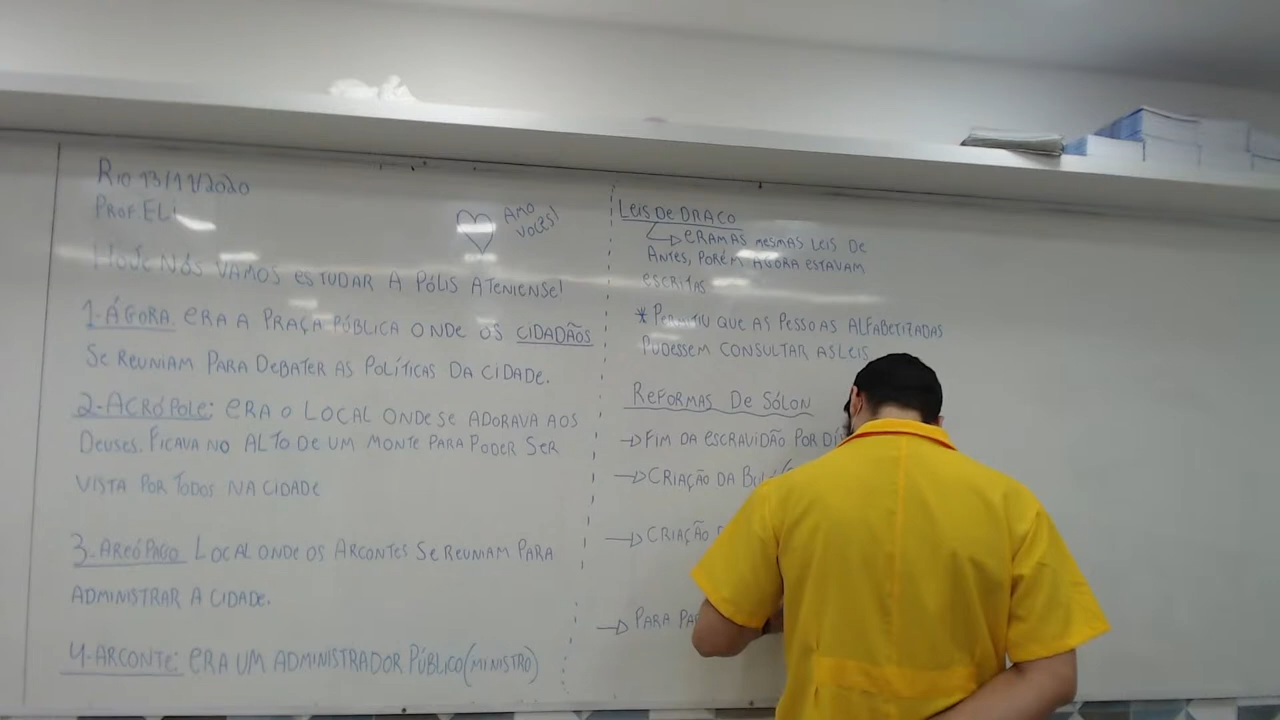 Rio 13/11/2020
Prof Eli
AMO
VOCÊS!
Hoje Nós VAMOS ESTUDAR A PÓLIS ATENIENSE!
1-ÁGORA ERA A PRAÇA PÚBLICA ONDE OS CIDADÃOS
SE REUNIAM PARA DEBATER AS POLÍTICAS DA CIDADE.
2-ACRÓPOLE: ERA O LOCAL ONDE SE ADORAVA AOS
DEUSES. FICAVA NO ALTO DE UM MONTE PARA PODER SER
VISTA POR TODOS NA CIDADE
3-AREÓPAGO LOCAL ONDE OS ARCONTES SE REUNIAM PARA
ADMINISTRAR A CIDADE.
4-ARCONTE: ERA UM ADMINISTRADOR PÚBLICO (MINISTRO)
LEIS DE DRACO
ERAM AS MESMAS LEIS DE
ANTES, PORÉM AGORA ESTAVAM
ESCRITAS
* PERMITIU QUE AS PESSOAS ALFABETIZADAS
PUDESSEM CONSULTAR AS LEIS
REFORMAS DE SÓLON
→ FIM DA ESCRAVIDÃO POR
→ CRIAÇÃO DA
→ CRIAÇÃO
→ PARA